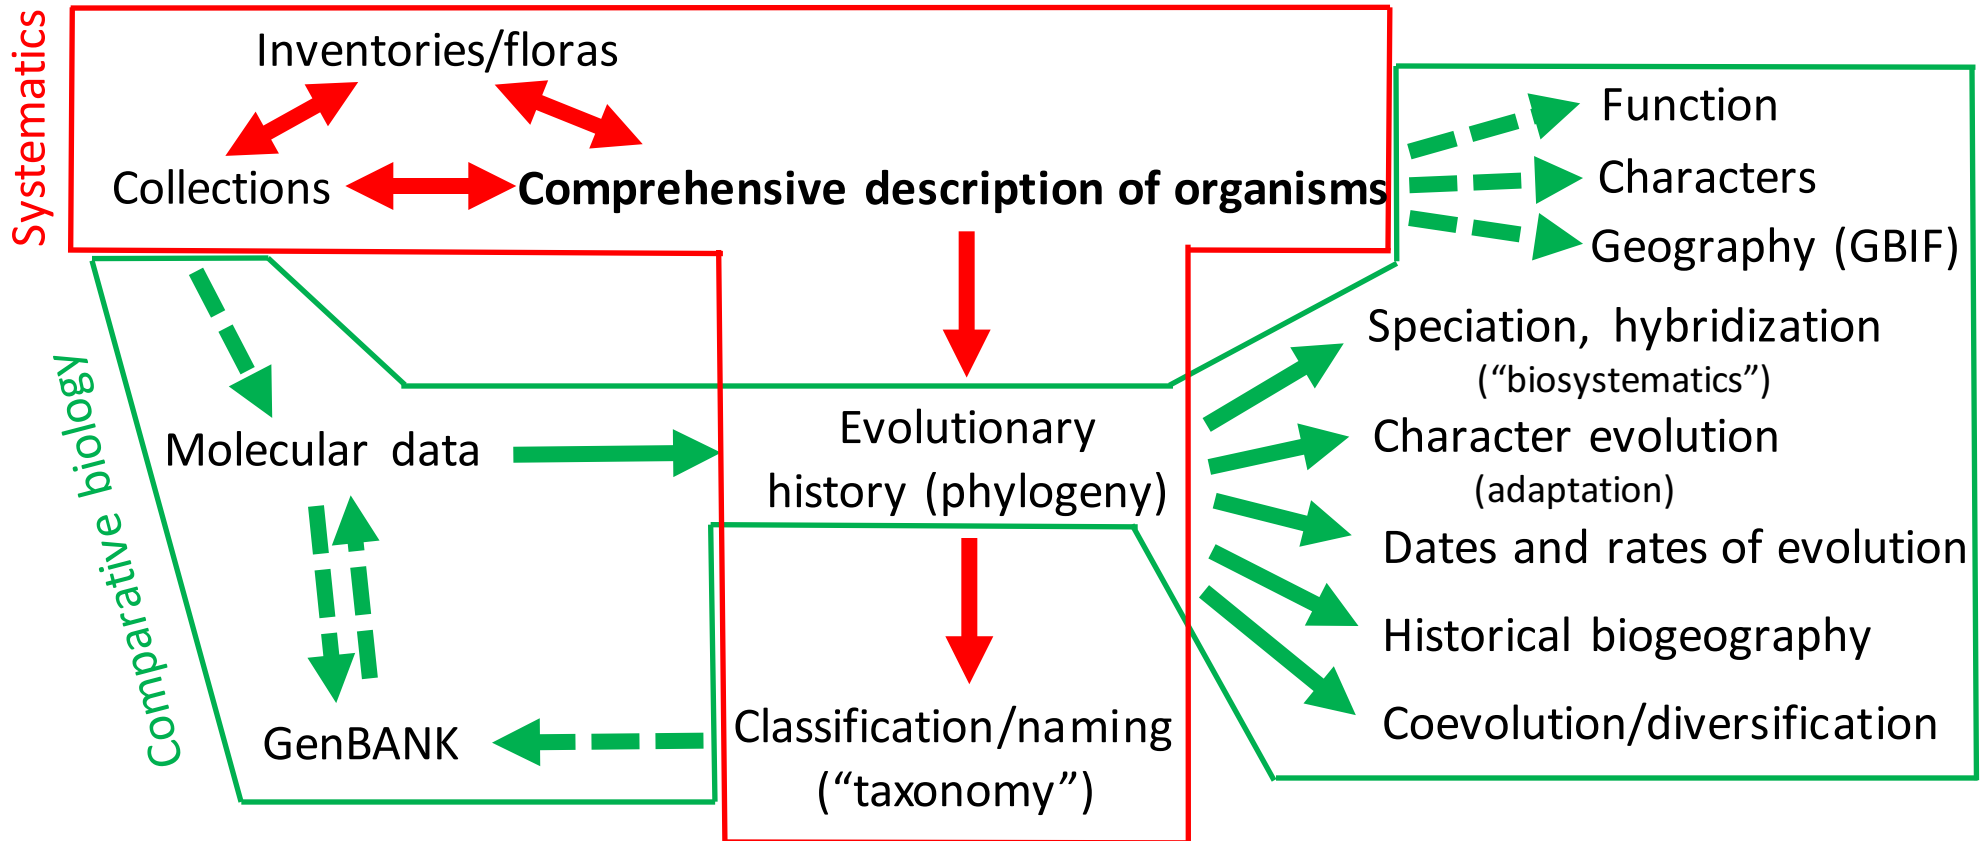 Systematics
Inventories/floras
Collections
Comprehensive description of organisms
Function
Characters
Geography (GBIF)
Comparative biology
Molecular data
GenBANK
Evolutionary
history (phylogeny)
Classification/naming
(“taxonomy”)
Speciation, hybridization
(“biosystematics”)
Character evolution
(adaptation)
Dates and rates of evolution
Historical biogeography
Coevolution/diversification